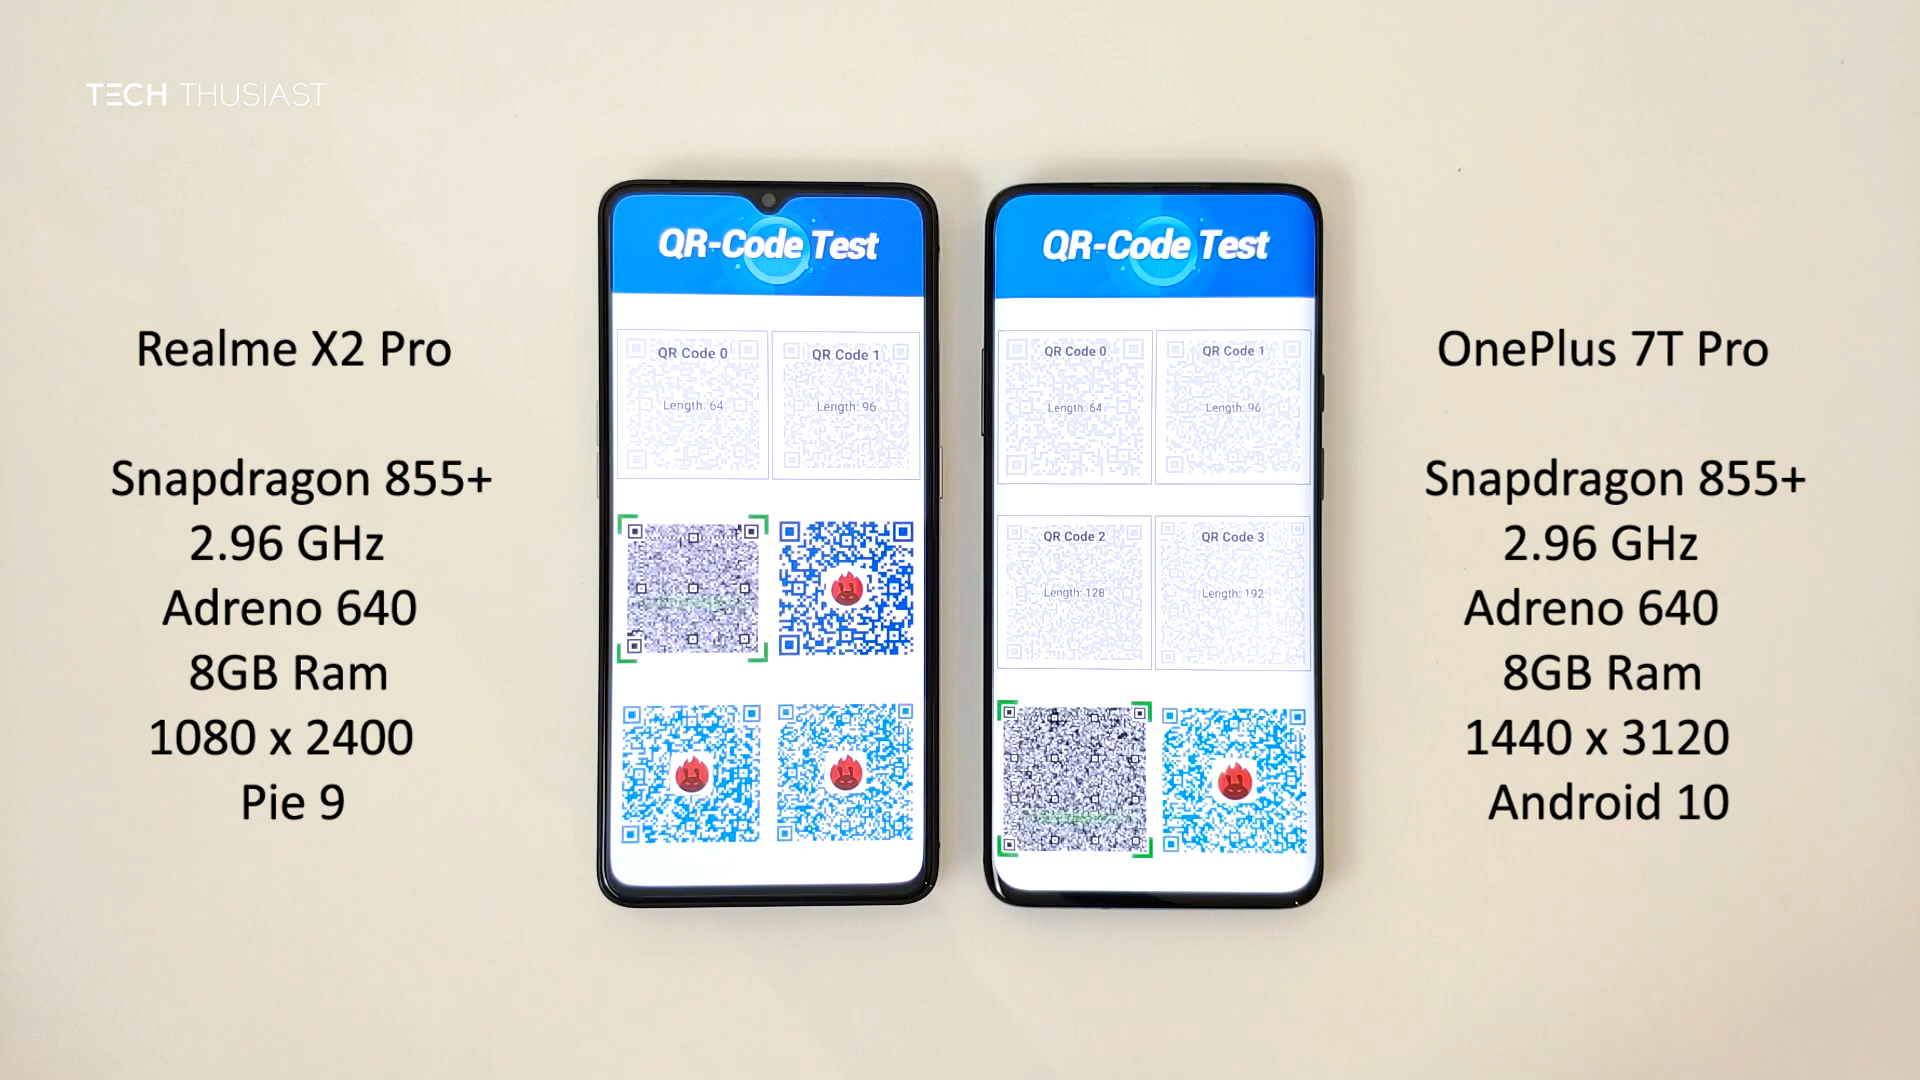 TECH THUSIAST
Realme X2 Pro
Snapdragon 855+
2.96 GHz
Adreno 640
8GB Ram
1080 x 2400
Pie 9
QR-Code Test
QR Code 0
Length: 64
QR Code 1
Length: 96
QR-Code Test
QR Code 0
Length: 64
QR Code 1
Length: 96
QR Code 2
Length: 128
QR Code 3
Length: 192
OnePlus 7T Pro
Snapdragon 855+
2.96 GHz
Adreno 640
8GB Ram
1440 x 3120
Android 10